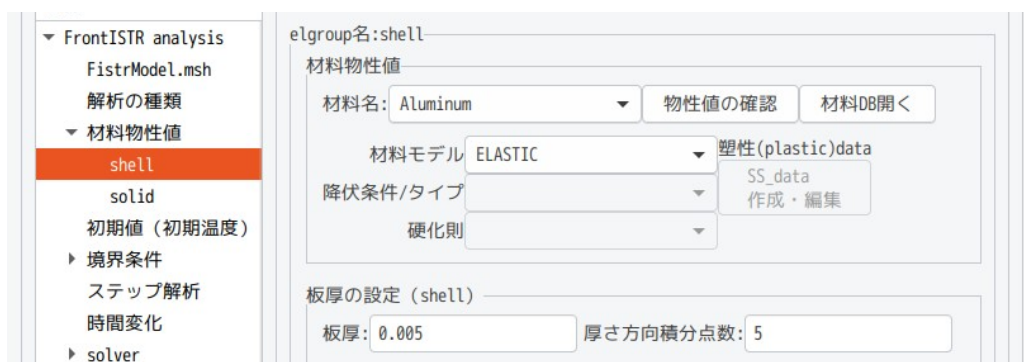 FrontISTR analysis
FistrModel.msh
解析の種類
材料物性値
shell
solid
初期値（初期温度）
境界条件
ステップ解析
時間変化
solver
elgroup名:shell
材料物性値
材料名: Aluminum 物性値の確認 材料DB開く
材料モデル ELASTIC 塑性(plastic)data
降伏条件/タイプ SS_data
作成・編集
硬化則
板厚の設定（shell）
板厚: 0.005 厚さ方向積分点数: 5